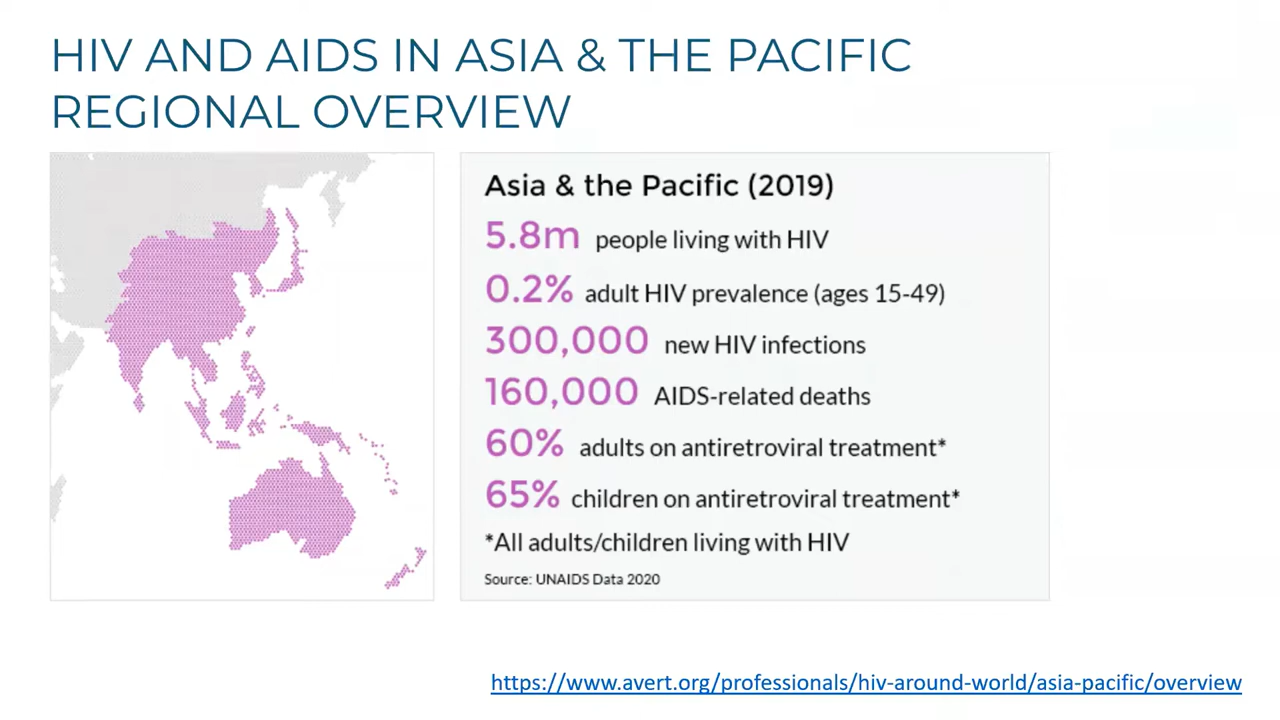 HIV AND AIDS IN ASIA & THE PACIFIC
REGIONAL OVERVIEW
Asia & the Pacific (2019)
5.8m people living with HIV
0.2% adult HIV prevalence (ages 15-49)
300,000 new HIV infections
160,000 AIDS-related deaths
60% adults on antiretroviral treatment*
65% children on antiretroviral treatment*
*All adults/children living with HIV
Source: UNAIDS Data 2020
https://www.avert.org/professionals/hiv-around-world/asia-pacific/overview